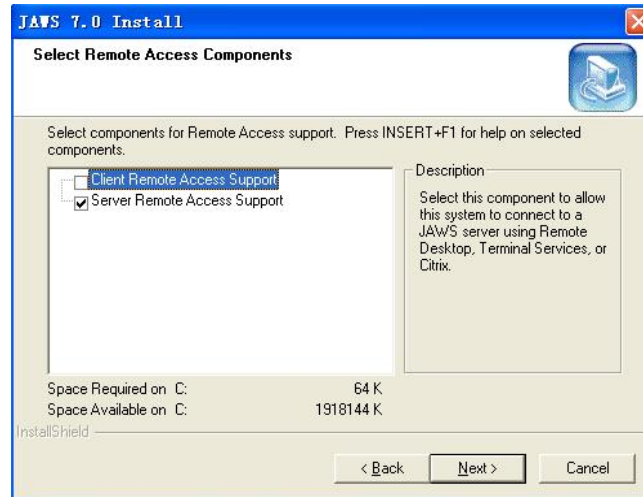 JAWS 7.0 Install
Select Remote Access Components
Select components for Remote Access support. Press INSERT+F1 for help on selected
components.
Client Remote Access Support
Server Remote Access Support
Description
Select this component to allow
this system to connect to a
JAWS server using Remote
Desktop, Terminal Services, or
Citrix.
Space Required on C: 64 K
Space Available on C: 1918144 K
InstallShield
< Back Next > Cancel